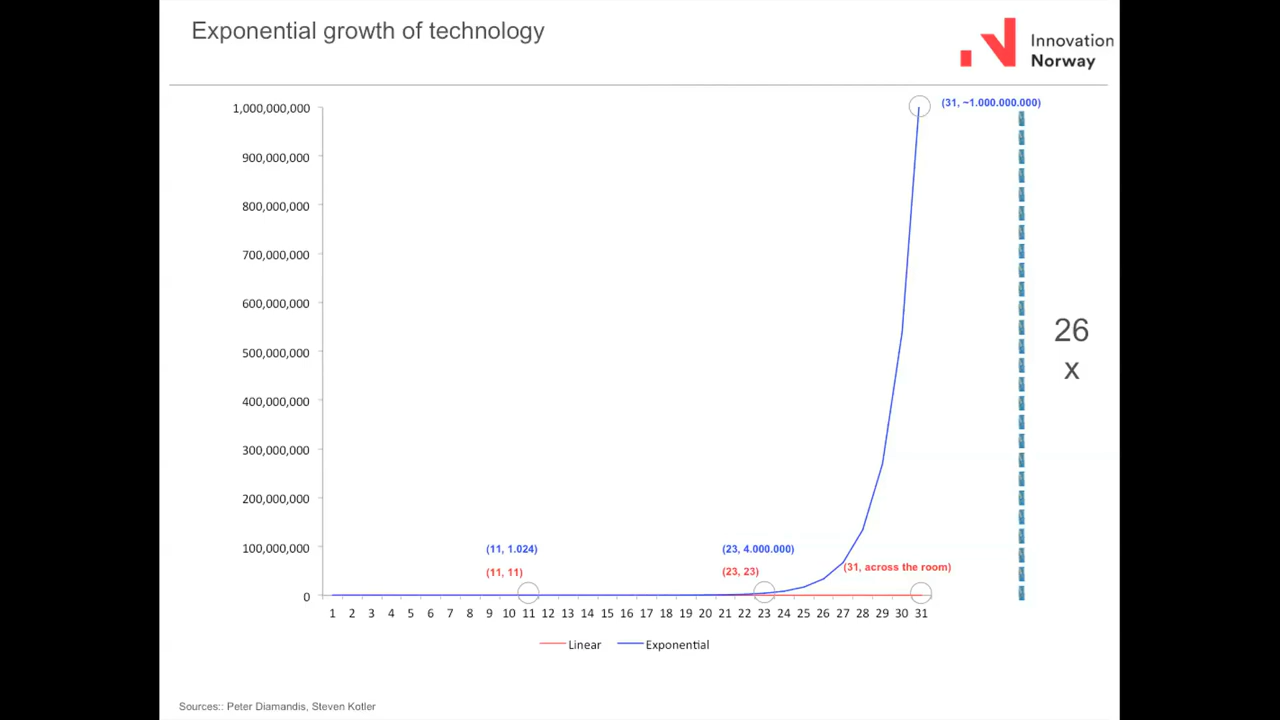 Exponential growth of technology
Innovation
Norway
1,000,000,000
900,000,000
800,000,000
700,000,000
600,000,000
500,000,000
400,000,000
300,000,000
200,000,000
100,000,000
0
(31, ~1.000.000.000)
26
x
(11, 1.024)
(11, 11)
(23, 4.000.000)
(23, 23)
(31, across the room)
1 2 3 4 5 6 7 8 9 10 11 12 13 14 15 16 17 18 19 20 21 22 23 24 25 26 27 28 29 30 31
Linear Exponential
Sources:: Peter Diamandis, Steven Kotler